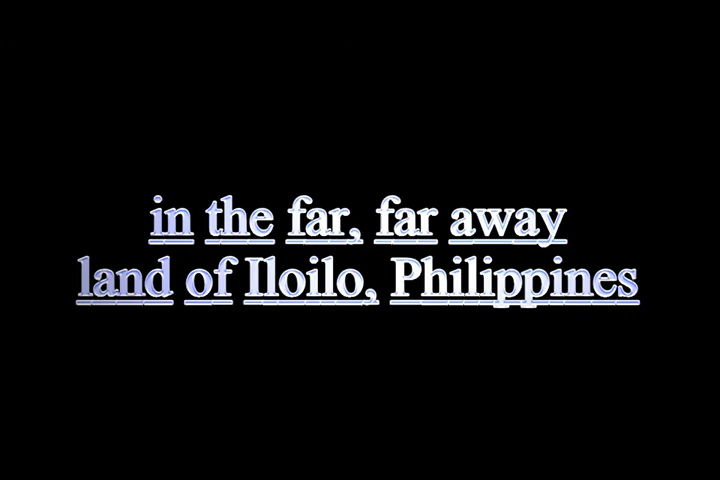 in the far, far away
land of Iloilo, Philippines